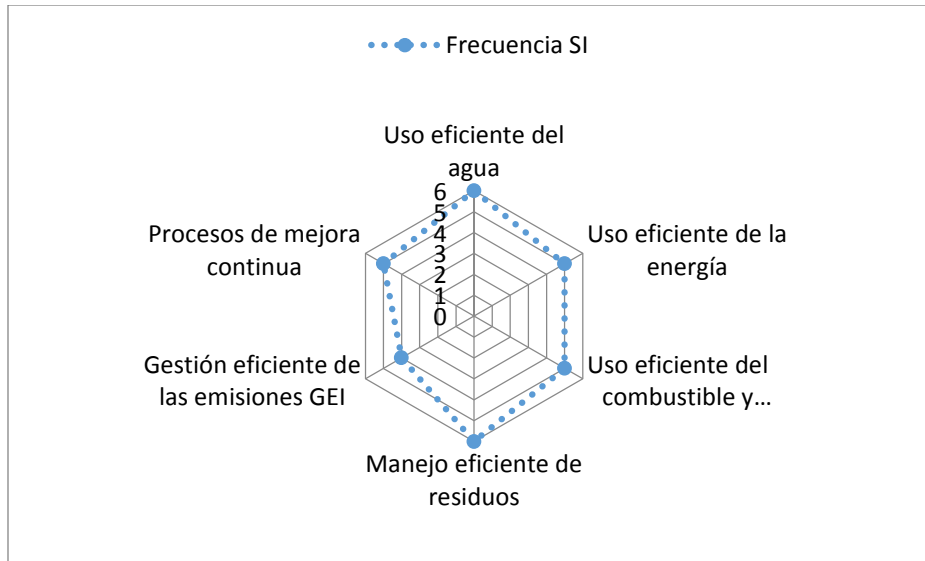 Frecuencia SI
Uso eficiente del
agua
6
5
4
3
2
1
0
Uso eficiente de la
energía
Uso eficiente del
combustible y...
Manejo eficiente de
residuos
Gestión eficiente de
las emisiones GEI
Procesos de mejora
continua